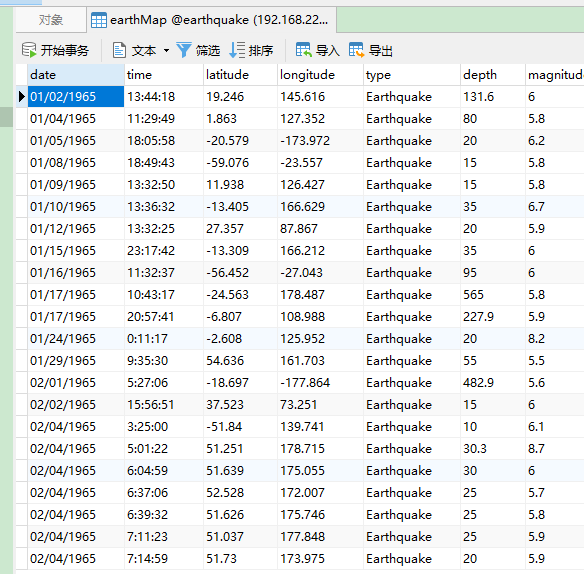 对象 earthMap @earthquake (192.168.22...
开始事务 文本 筛选 排序 导入 导出
date time latitude longitude type depth magnitude
01/02/1965 13:44:18 19.246 145.616 Earthquake 131.6 6
01/04/1965 11:29:49 1.863 127.352 Earthquake 80 5.8
01/05/1965 18:05:58 -20.579 -173.972 Earthquake 20 6.2
01/08/1965 18:49:43 -59.076 -23.557 Earthquake 15 5.8
01/09/1965 13:32:50 11.938 126.427 Earthquake 15 5.8
01/10/1965 13:36:32 -13.405 166.629 Earthquake 35 6.7
01/12/1965 13:32:25 27.357 87.867 Earthquake 20 5.9
01/15/1965 23:17:42 -13.309 166.212 Earthquake 35 6
01/16/1965 11:32:37 -56.452 -27.043 Earthquake 95 6
01/17/1965 10:43:17 -24.563 178.487 Earthquake 565 5.8
01/17/1965 20:57:41 -6.807 108.988 Earthquake 227.9 5.9
01/24/1965 0:11:17 -2.608 125.952 Earthquake 20 8.2
01/29/1965 9:35:30 54.636 161.703 Earthquake 55 5.5
02/01/1965 5:27:06 -18.697 -177.864 Earthquake 482.9 5.6
02/02/1965 15:56:51 37.523 73.251 Earthquake 15 6
02/04/1965 3:25:00 -51.84 139.741 Earthquake 10 6.1
02/04/1965 5:01:22 51.251 178.715 Earthquake 30.3 8.7
02/04/1965 6:04:59 51.639 175.055 Earthquake 30 6
02/04/1965 6:37:06 52.528 172.007 Earthquake 25 5.7
02/04/1965 6:39:32 51.626 175.746 Earthquake 25 5.8
02/04/1965 7:11:23 51.037 177.848 Earthquake 25 5.9
02/04/1965 7:14:59 51.73 173.975 Earthquake 20 5.9